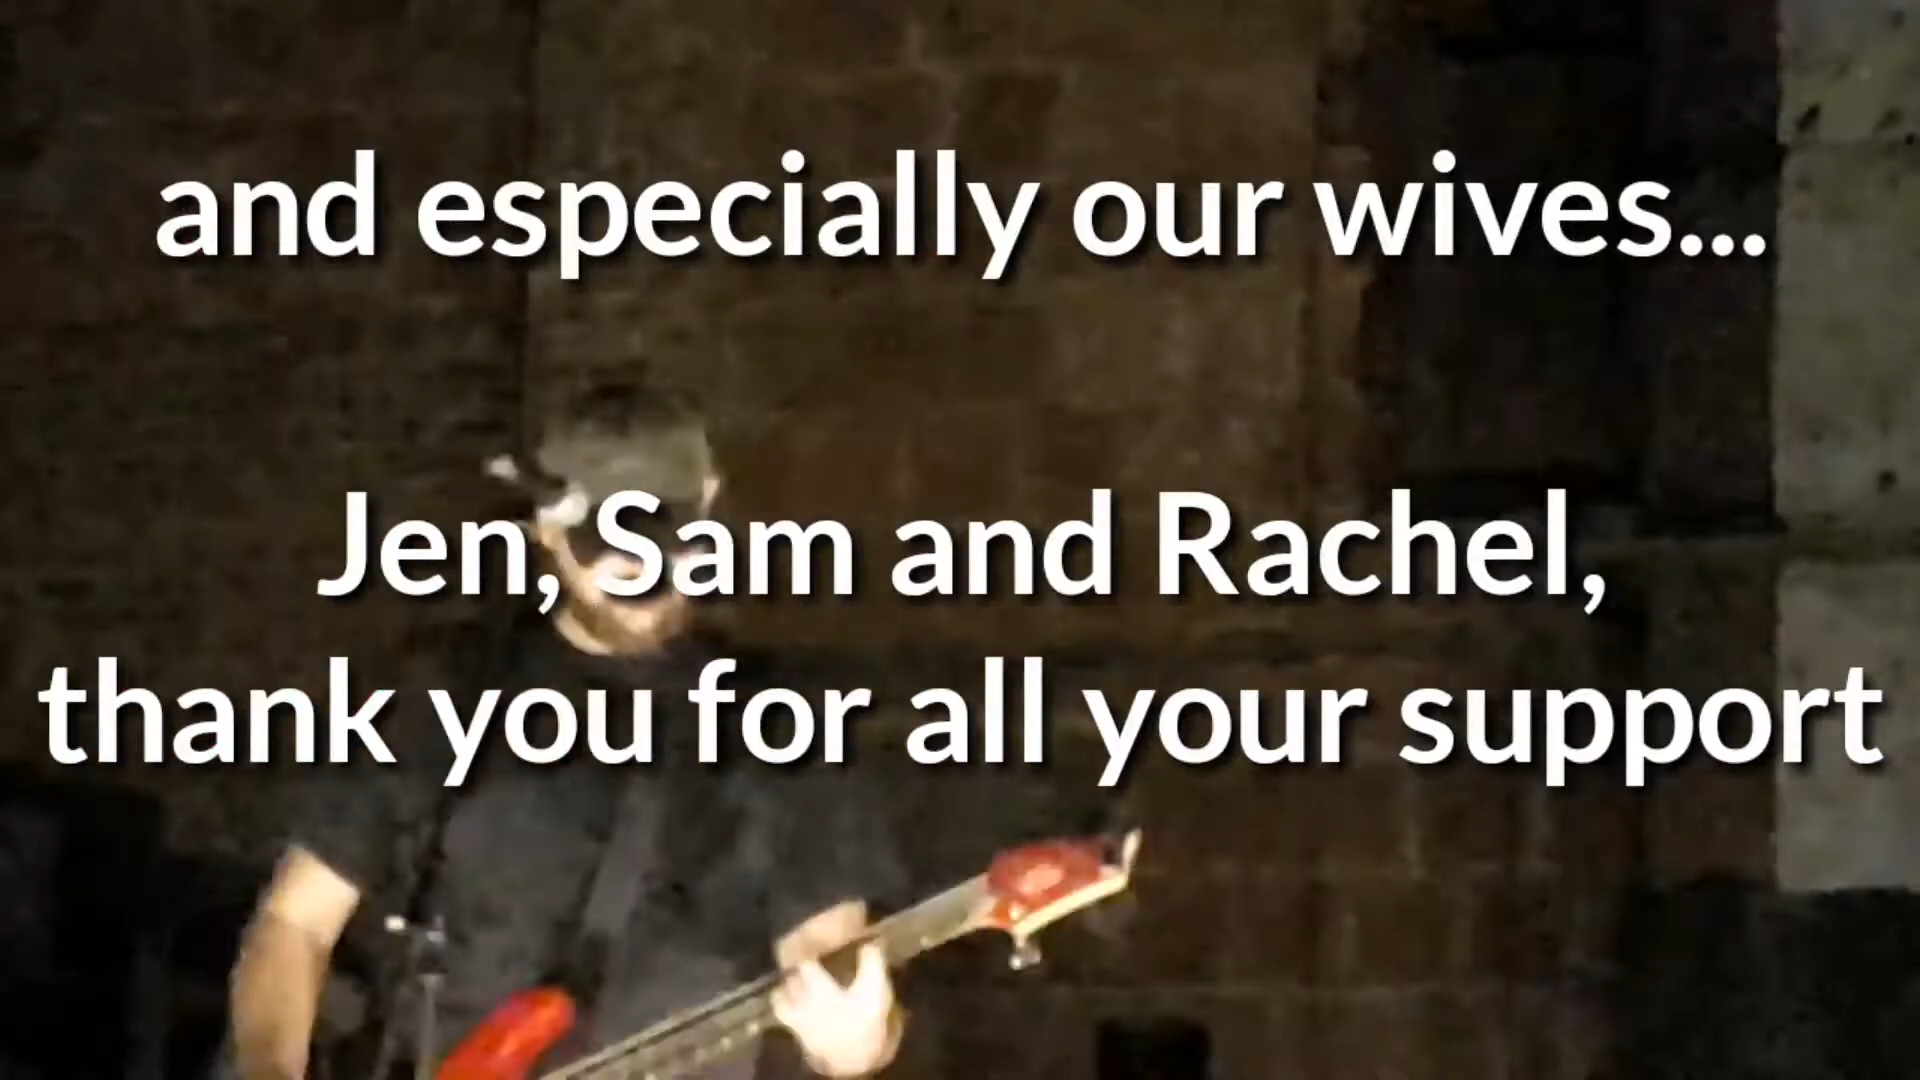 and especially our wives...
Jen, Sam and Rachel,
thank you for all your support